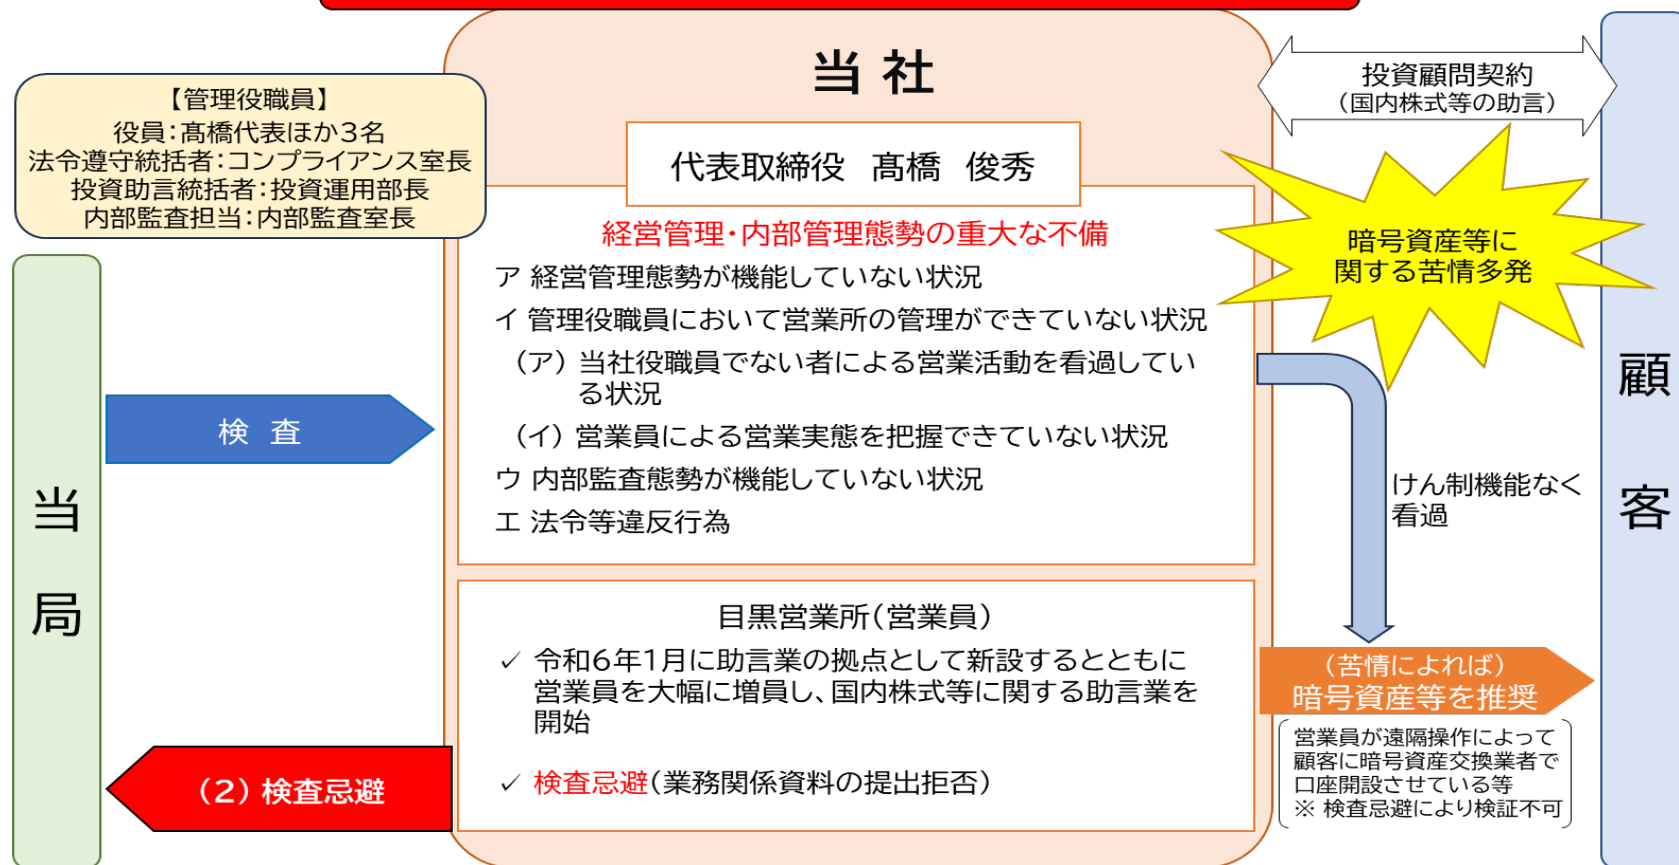 当 社
【管理役職員】
役員：髙橋代表ほか3名
法令遵守統括者：コンプライアンス室長
投資助言統括者：投資運用部長
内部監査担当：内部監査室長
代表取締役　髙橋　俊秀
経営管理・内部管理態勢の重大な不備
ア 経営管理態勢が機能していない状況
イ 管理役職員において営業所の管理ができていない状況
（ア）当社役職員でない者による営業活動を看過してい
る状況
（イ）営業員による営業実態を把握できていない状況
ウ 内部監査態勢が機能していない状況
エ 法令等違反行為
目黒営業所（営業員）
✓ 令和6年1月に助言業の拠点として新設するとともに
営業員を大幅に増員し、国内株式等に関する助言業を
開始
✓ 検査忌避（業務関係資料の提出拒否）
当局
検 査
（2）検査忌避
投資顧問契約
（国内株式等の助言）
暗号資産等に
関する苦情多発
けん制機能なく
看過
（苦情によれば）
暗号資産等を推奨
営業員が遠隔操作によって
顧客に暗号資産交換業者で
口座開設させている等
※ 検査忌避により検証不可
顧客